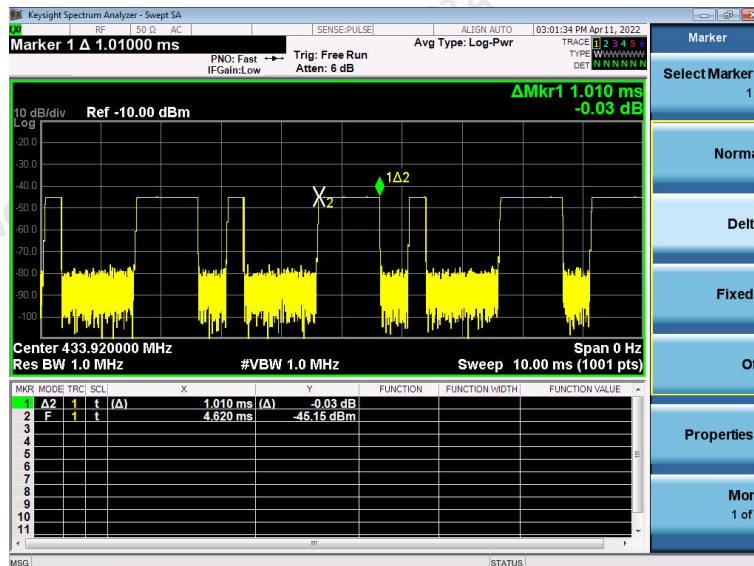 Keysight Spectrum Analyzer - Swept SA
LXI RF 50 Ω AC SENSE:PULSE ALIGN AUTO 03:01:34 PM Apr 11, 2022
Marker 1 Δ 1.01000 ms
PNO: Fast
IFGain:Low
Trig: Free Run
Atten: 6 dB
Avg Type: Log-Pwr
TRACE 1 2 3 4 5 6
TYPE WWWWWW
DET N N N N N N
ΔMkr1 1.010 ms
-0.03 dB
10 dB/div Ref -10.00 dBm
Log
-20.0
-30.0
-40.0
-50.0
-60.0
-70.0
-80.0
-90.0
-100
1Δ2
X2
Center 433.920000 MHz
Span 0 Hz
Res BW 1.0 MHz #VBW 1.0 MHz Sweep 10.00 ms (1001 pts)
MKR MODE TRC SCL X Y FUNCTION FUNCTION WIDTH FUNCTION VALUE
1 Δ2 1 t (Δ) 1.010 ms (Δ) -0.03 dB
2 F 1 t 4.620 ms -45.15 dBm
3
4
5
6
7
8
9
10
11
MSG STATUS
Marker
Select Marker
1
Norma
Delt
Fixed
Of
Properties
Mor
1 of